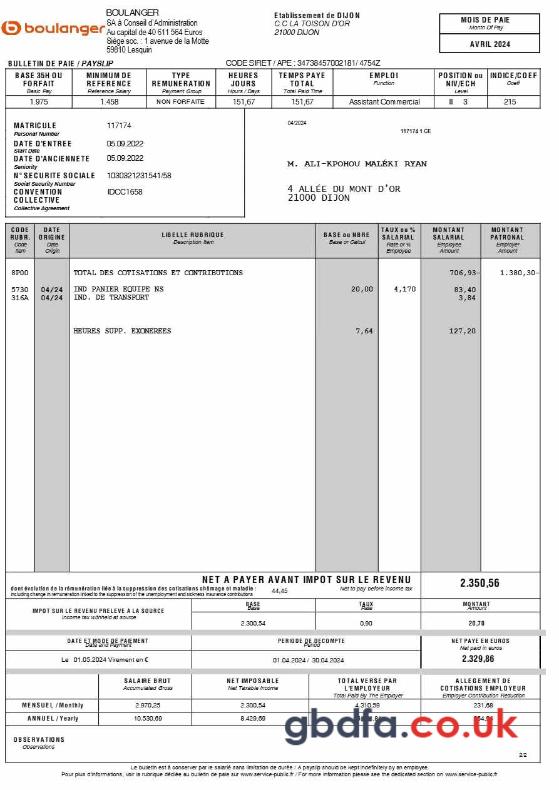 boulanger
BOULANGER
SA à Conseil d'Administration
Au capital de 40 611 564 Euros
Siège soc. : 1 avenue de la Motte
59810 Lesquin
Etablissement de DIJON
C C LA TOISON D'OR
21000 DIJON
MOIS DE PAIE
Month Of Pay
AVRIL 2024
BULLETIN DE PAIE / PAYSLIP
CODE SIRET / APE : 34738457002181/ 4754Z
BASE 35H OU FORFAIT Basic Pay
MINIMUM DE REFERENCE Reference Salary
TYPE REMUNERATION Payment Group
HEURES JOURS Hours / Days
TEMPS PAYE TOTAL Total Paid Time
EMPLOI Function
POSITION ou NIV/ECH Level
INDICE/COEF Coeff
1.975 1.458 NON FORFAITE 151,67 151,67 Assistant Commercial II 3 215
MATRICULE 117174
Personal Number
DATE D'ENTREE 05.09.2022
Start Date
DATE D'ANCIENNETE 05.09.2022
Seniority
N° SECURITE SOCIALE 1030321231541/58
Social Security Number
CONVENTION COLLECTIVE IDCC1658
Collective Agreement
04/2024
117174 1 CE
M. ALI-KPOHOU MALÉKI RYAN
4 ALLÉE DU MONT D'OR
21000 DIJON
CODE RUBR. Code Item
DATE ORIGINE Date Origin
LIBELLE RUBRIQUE Description Item
BASE ou NBRE Base or Calcul
TAUX ou % SALARIAL Rate or % Employee
MONTANT SALARIAL Employee Amount
MONTANT PATRONAL Employer Amount
8P00 TOTAL DES COTISATIONS ET CONTRIBUTIONS 706,93- 1.380,30-
5730 04/24 IND PANIER EQUIPE NS 20,00 4,170 83,40
316A 04/24 IND. DE TRANSPORT 3,84
HEURES SUPP. EXONEREES 7,64 127,20
NET A PAYER AVANT IMPOT SUR LE REVENU 2.350,56
Net to pay before income tax
dont évolution de la rémunération liée à la suppression des cotisations chômage et maladie : 44,45
Including change in remuneration linked to the suppression of the unemployment and sickness insurance contributions
IMPOT SUR LE REVENU PRELEVE A LA SOURCE
Income tax withheld at source
BASE Base TAUX Rate MONTANT Amount
2.300,54 0,90 20,70
DATE ET MODE DE PAIEMENT
Date and Payment
PERIODE DE DECOMPTE
Period
NET PAYE EN EUROS
Net paid in euros
Le 01.05.2024 Virement en €
01.04.2024 / 30.04.2024
2.329,86
SALAIRE BRUT Accumulated Gross
NET IMPOSABLE Net Taxable Income
TOTAL VERSE PAR L'EMPLOYEUR Total Paid By The Employer
ALLEGEMENT DE COTISATIONS EMPLOYEUR Employer Contribution Reduction
MENSUEL / Monthly 2.970,25 2.300,54 4.310,59 231,68
ANNUEL / Yearly 10.530,69 8.429,69
gbdfa.co.uk
OBSERVATIONS
Observations
2/2
Le bulletin est à conserver par le salarié sans limitation de durée / A payslip should be kept indefinitely by an employee.
Pour plus d'informations, voir la rubrique dédiée au bulletin de paie sur www.service-public.fr / For more information please see the dedicated section on www.service-public.fr